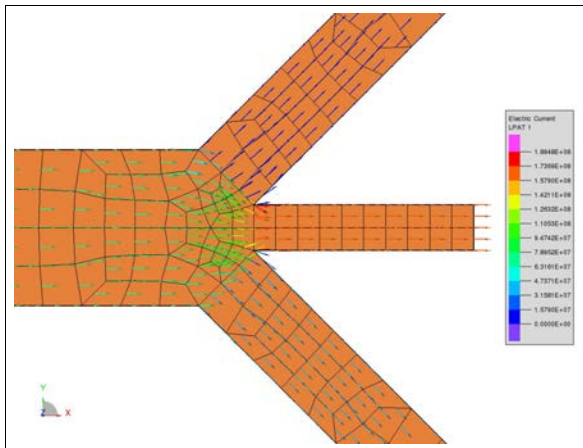 Electric Current
LPAT 1
1.8948E+08
1.7369E+08
1.5790E+08
1.4211E+08
1.2632E+08
1.1053E+08
9.4742E+07
7.8952E+07
6.3161E+07
4.7371E+07
3.1581E+07
1.5790E+07
0.0000E+00
Y
Z
X